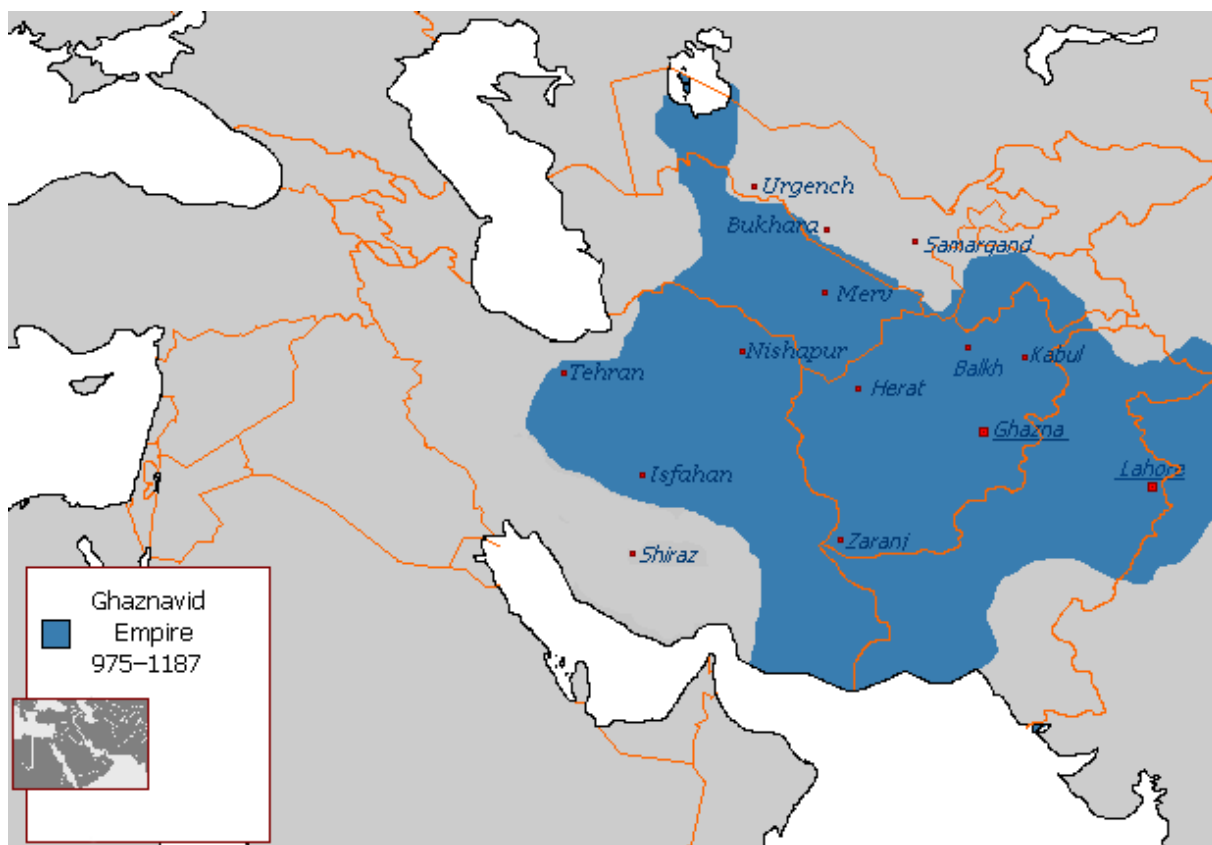 Urgench
Bukhara
Samarqand
Merv
Nishapur
Tehran
Balkh
Kabul
Herat
Ghazna
Lahore
Isfahan
Zaranj
Shiraz
Ghaznavid
Empire
975-1187